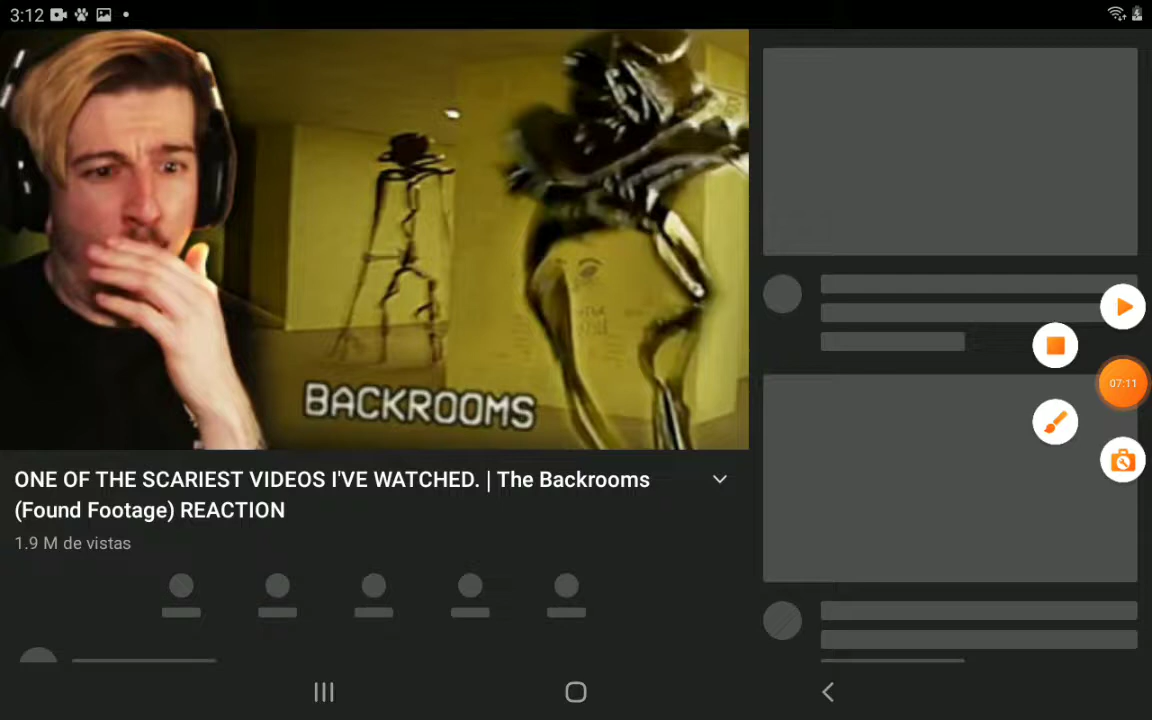 3:12
BACKROOMS
07:11
ONE OF THE SCARIEST VIDEOS I'VE WATCHED. | The Backrooms
(Found Footage) REACTION
1.9 M de vistas